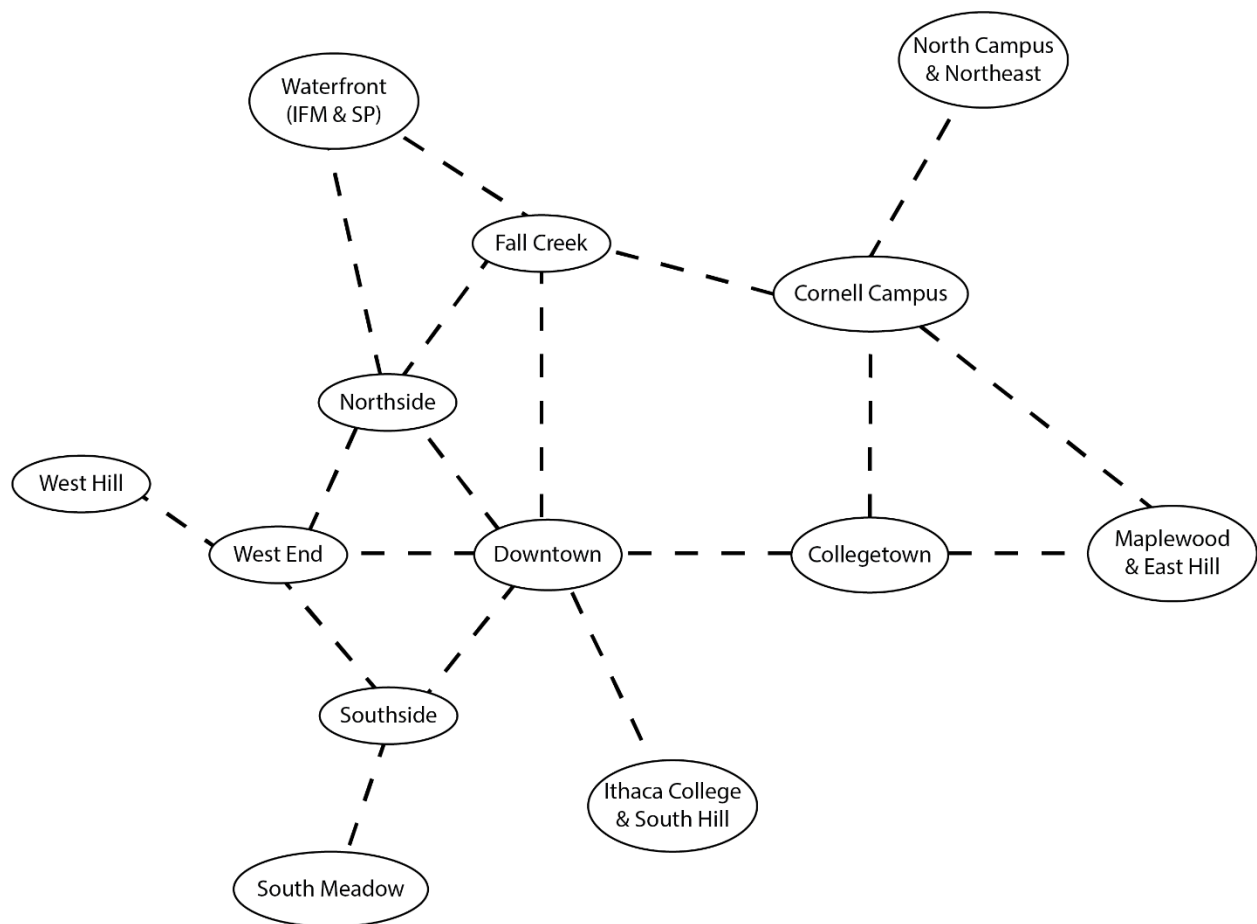 North Campus
& Northeast
Waterfront
(IFM & SP)
Fall Creek
Cornell Campus
Northside
West Hill
West End
Downtown
Collegetown
Maplewood
& East Hill
Southside
Ithaca College
& South Hill
South Meadow